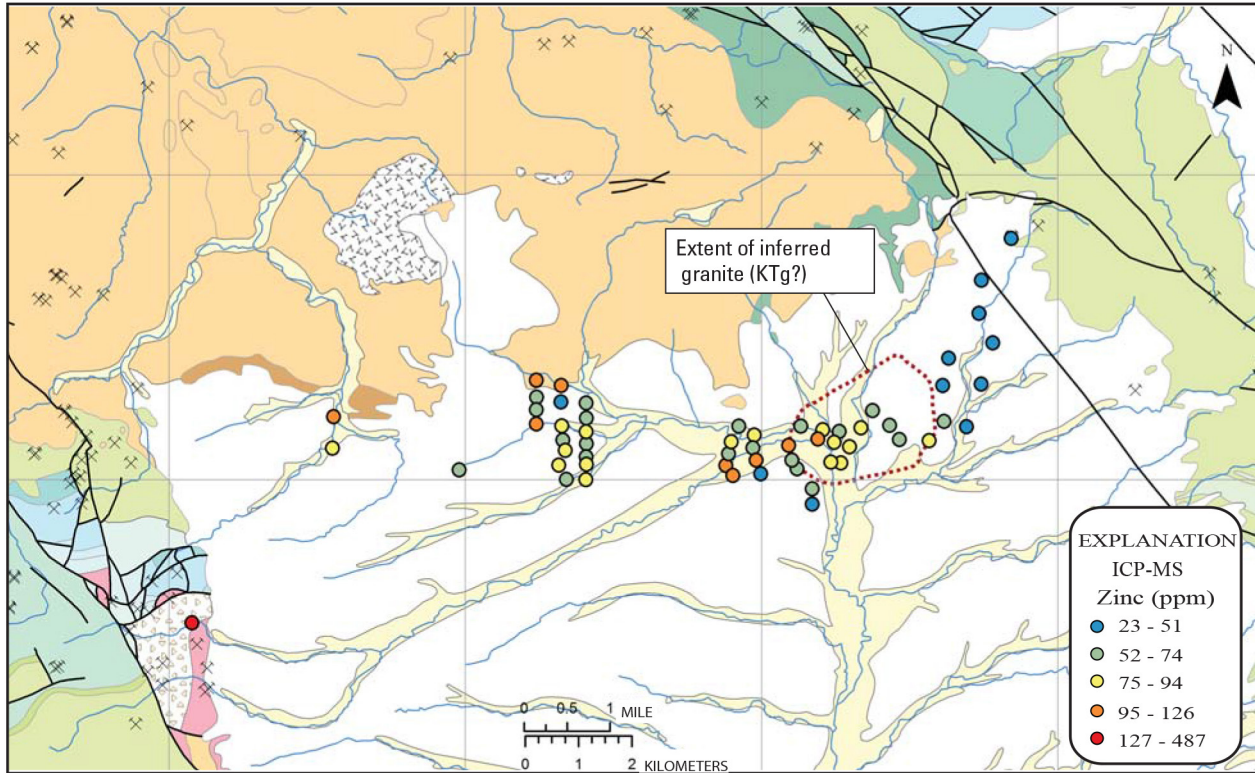 N
Extent of inferred
granite (KTg?)
EXPLANATION
ICP-MS
Zinc (ppm)
23 - 51
52 - 74
75 - 94
95 - 126
127 - 487
0 0.5 1 MILE
0 1 2 KILOMETERS